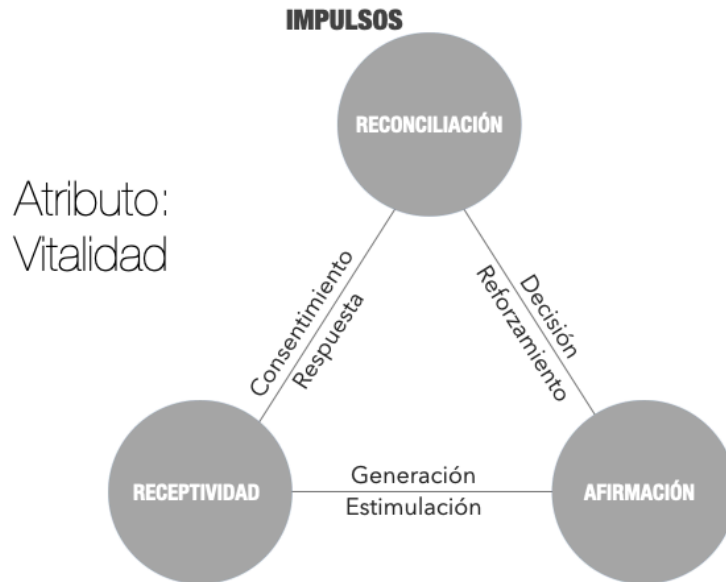 IMPULSOS
RECONCILIACIÓN
Atributo:
Vitalidad
Consentimiento
Respuesta
Decisión
Reforzamiento
RECEPTIVIDAD
Generación
Estimulación
AFIRMACIÓN